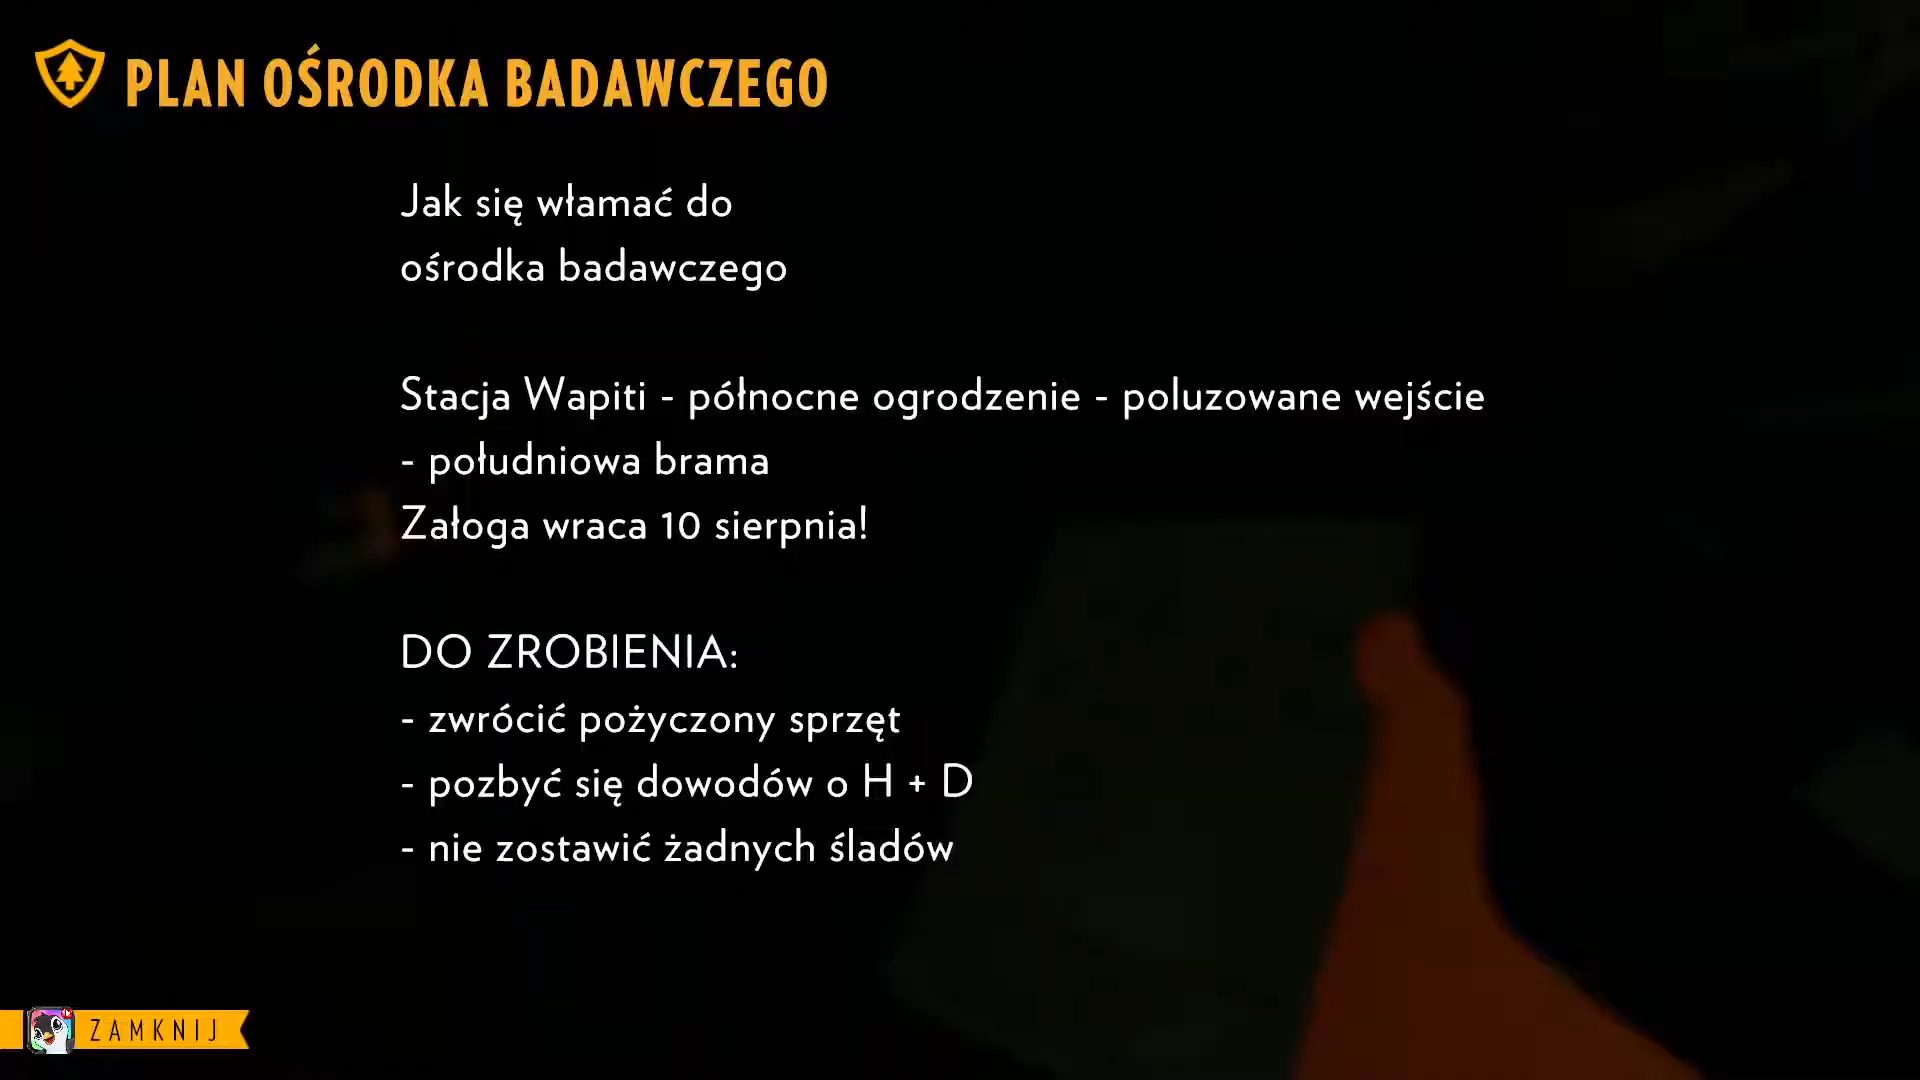 PLAN OŚRODKA BADAWCZEGO
Jak się włamać do
ośrodka badawczego
Stacja Wapiti - północne ogrodzenie - poluzowane wejście
- południowa brama
Załoga wraca 10 sierpnia!
DO ZROBIENIA:
- zwrócić pożyczony sprzęt
- pozbyć się dowodów o H + D
- nie zostawić żadnych śladów
ZAMKNIJ